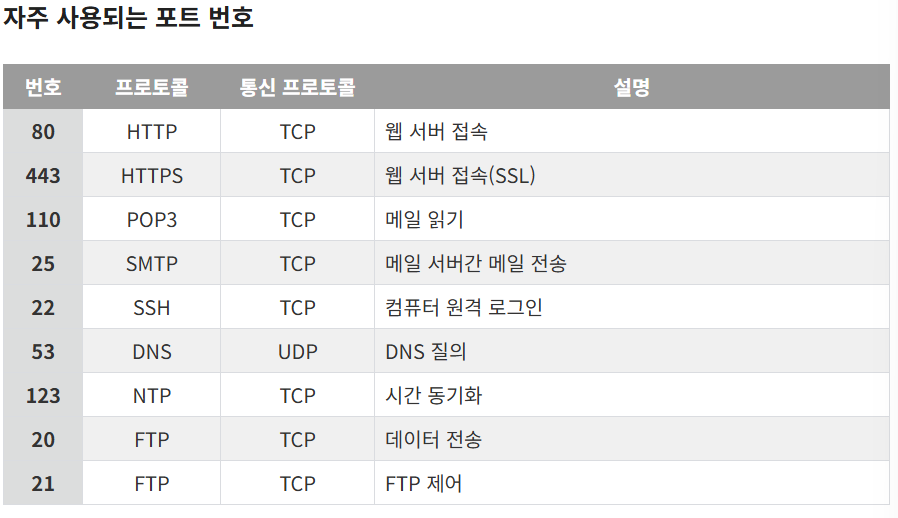 자주 사용되는 포트 번호
번호 프로토콜 통신 프로토콜 설명
80 HTTP TCP 웹 서버 접속
443 HTTPS TCP 웹 서버 접속(SSL)
110 POP3 TCP 메일 읽기
25 SMTP TCP 메일 서버간 메일 전송
22 SSH TCP 컴퓨터 원격 로그인
53 DNS UDP DNS 질의
123 NTP TCP 시간 동기화
20 FTP TCP 데이터 전송
21 FTP TCP FTP 제어